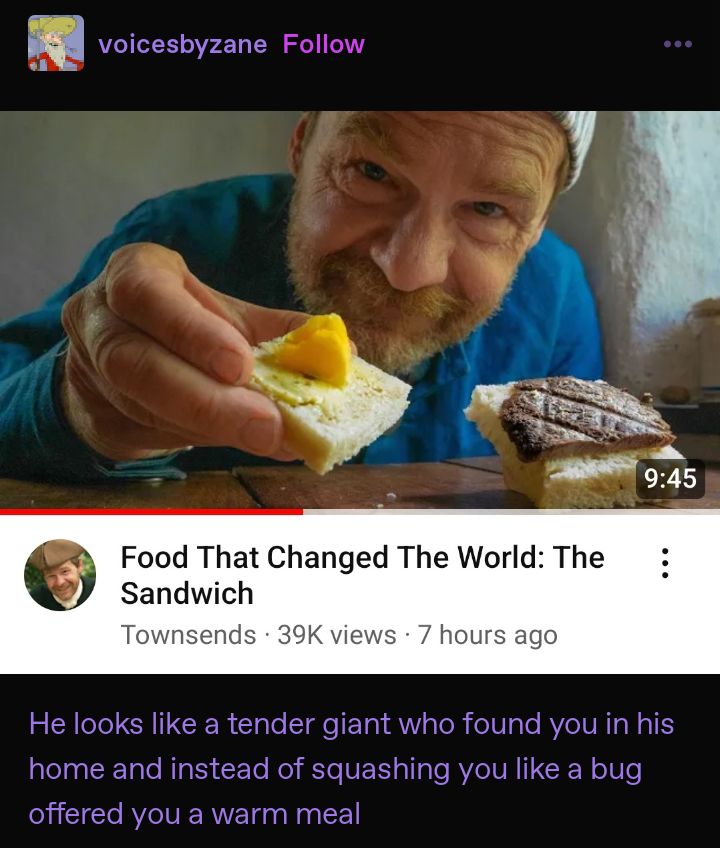 voicesbyzane Follow
9:45
Food That Changed The World: The
Sandwich
Townsends · 39K views · 7 hours ago
He looks like a tender giant who found you in his
home and instead of squashing you like a bug
offered you a warm meal